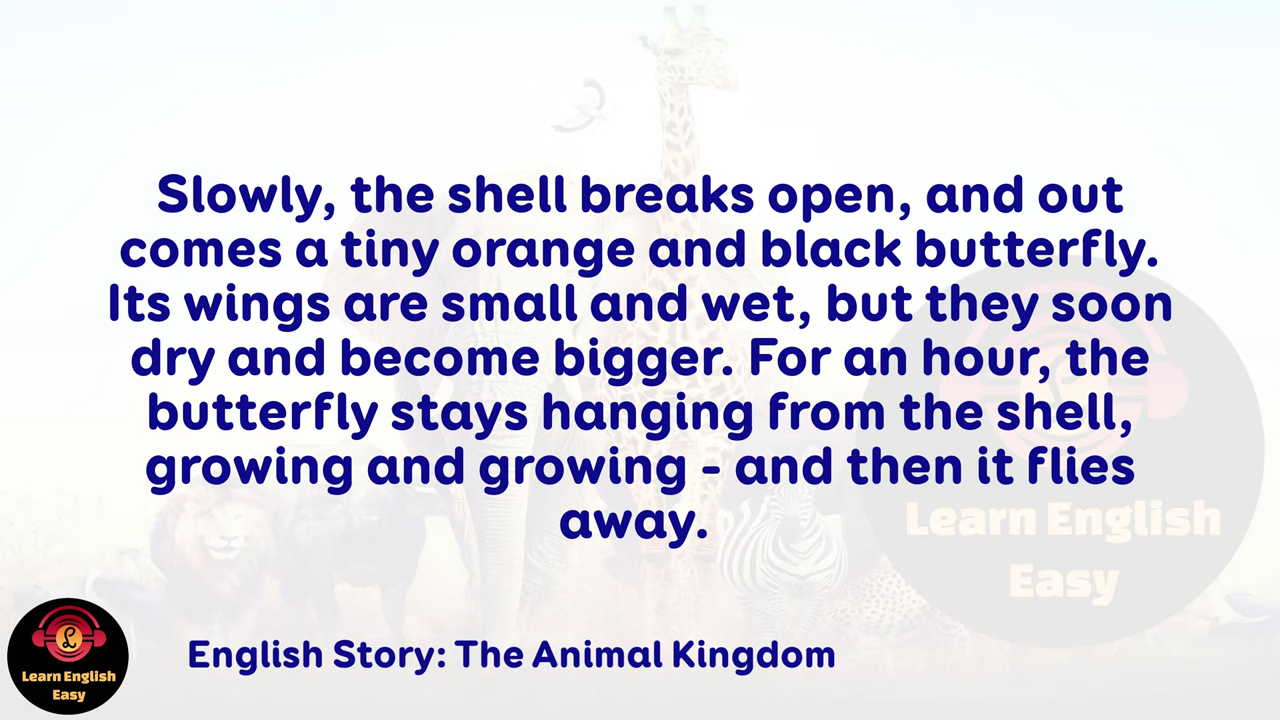 Slowly, the shell breaks open, and out
comes a tiny orange and black butterfly.
Its wings are small and wet, but they soon
dry and become bigger. For an hour, the
butterfly stays hanging from the shell,
growing and growing - and then it flies
away.
Learn English
Easy
English Story: The Animal Kingdom
L
Learn English
Easy